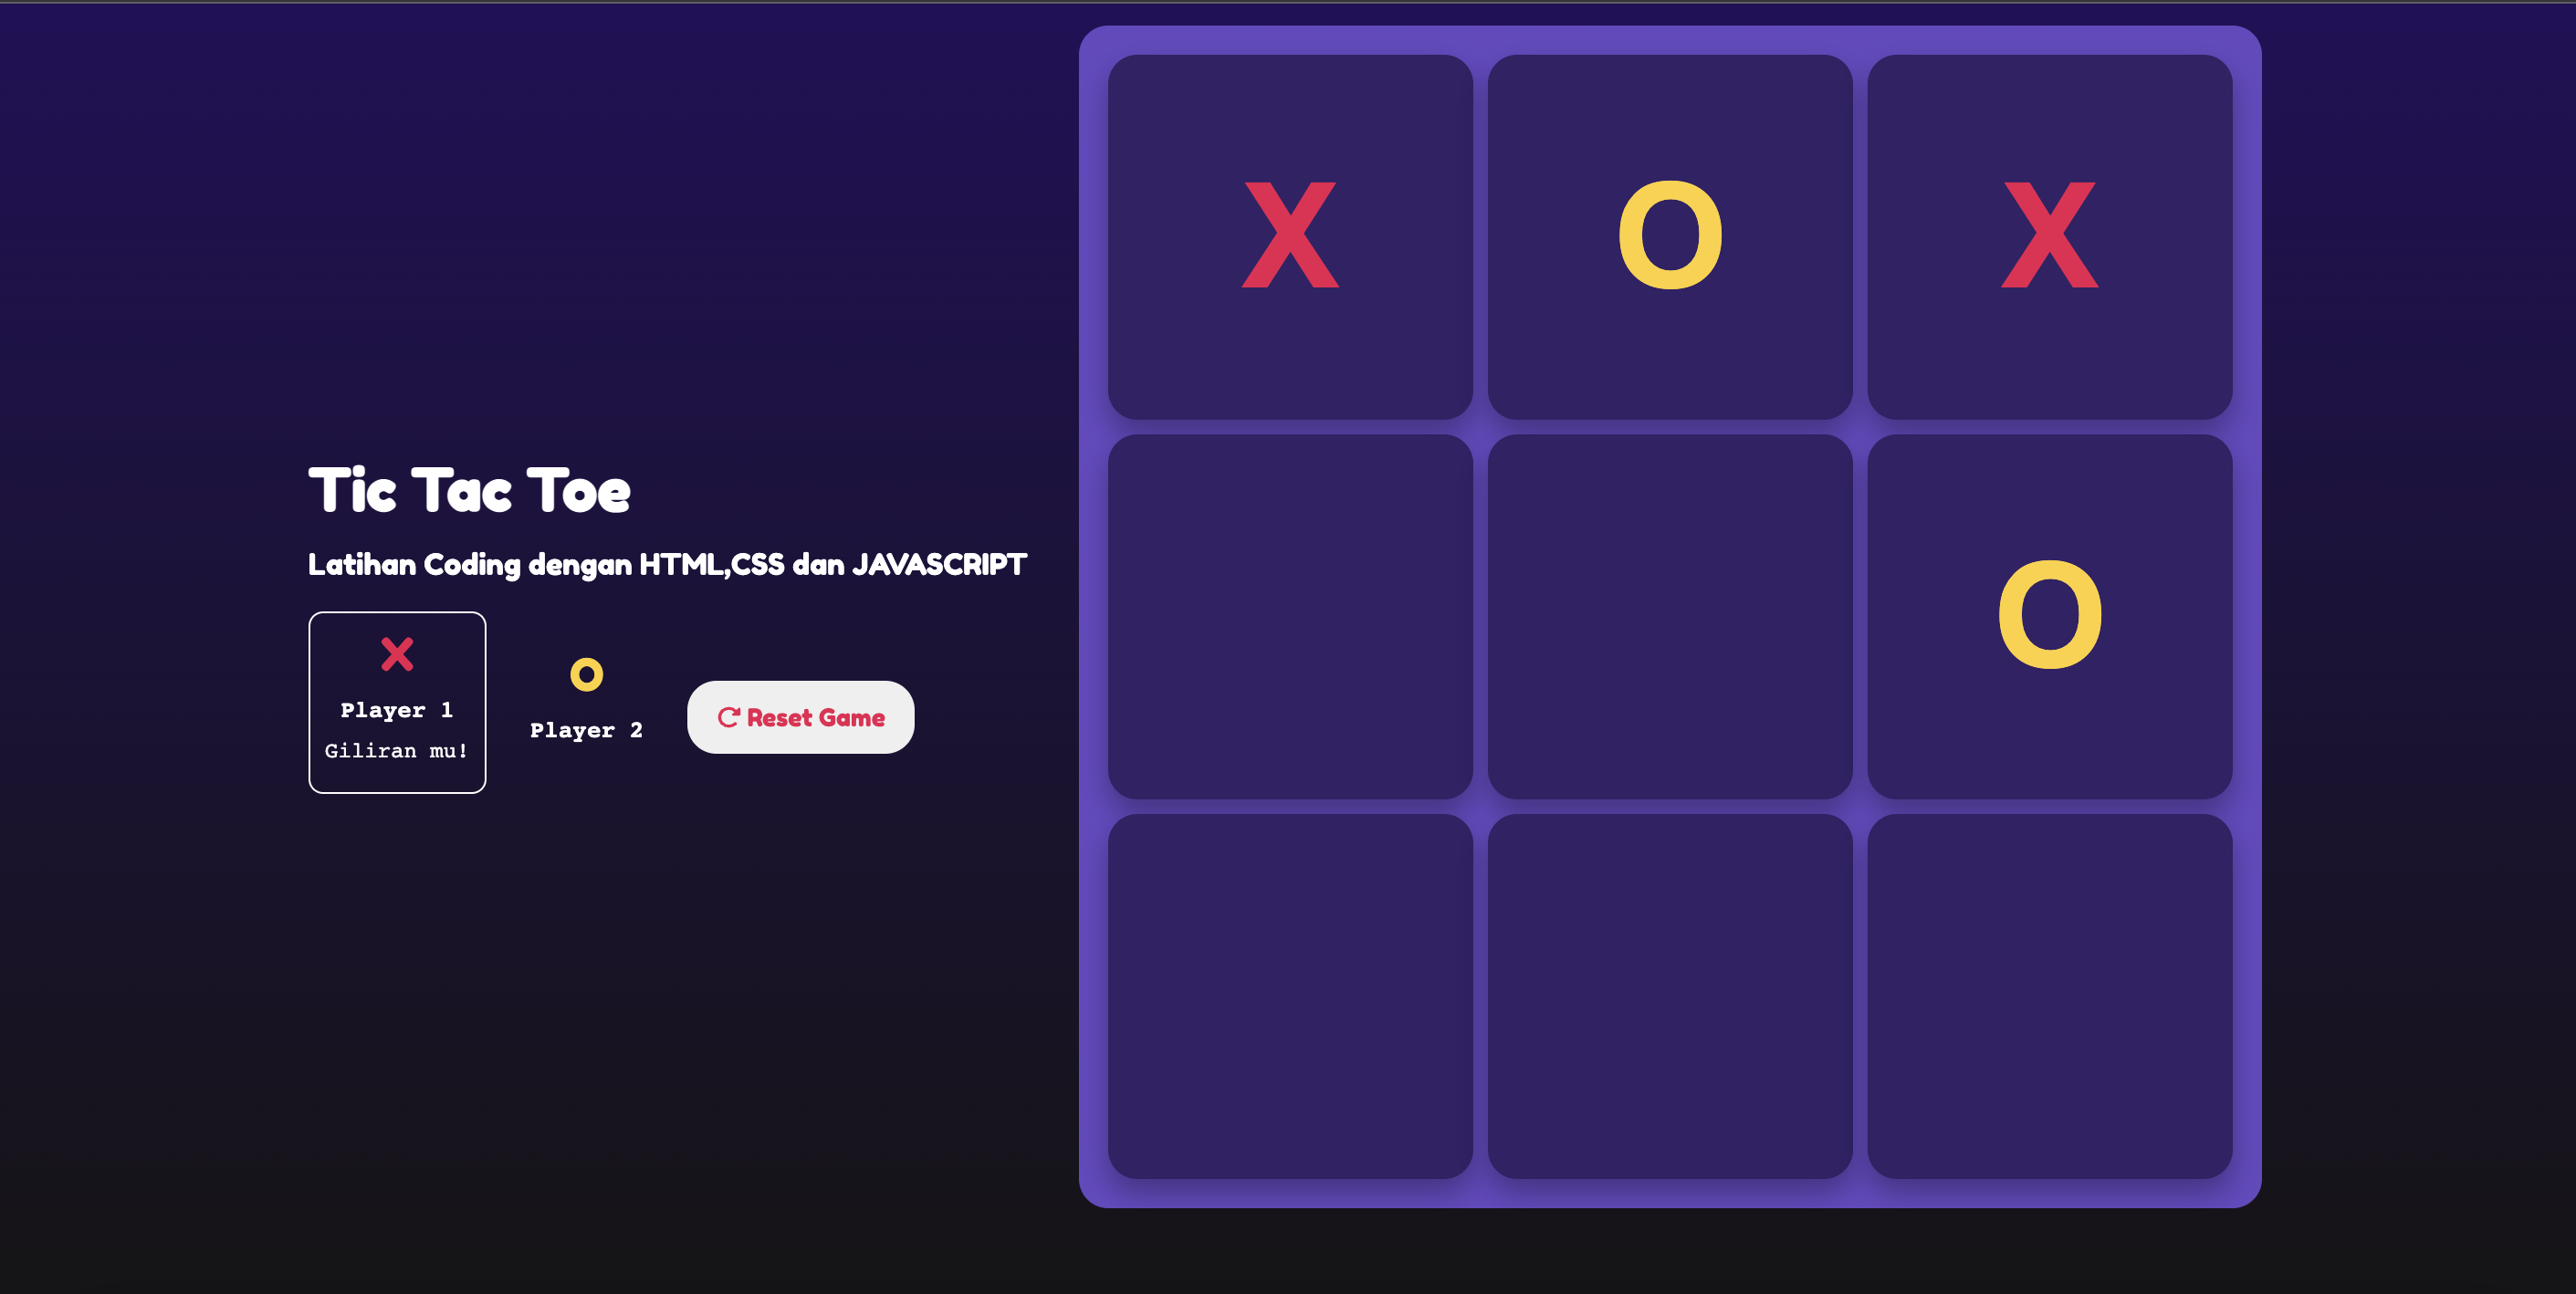 Tic Tac Toe
Latihan Coding dengan HTML,CSS dan JAVASCRIPT
X
Player 1
Giliran mu!
O
Player 2
Reset Game
X O X
O